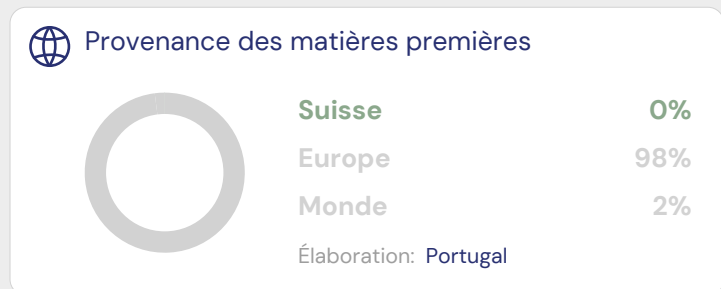 Provenance des matières premières
Suisse 0%
Europe 98%
Monde 2%
Élaboration: Portugal